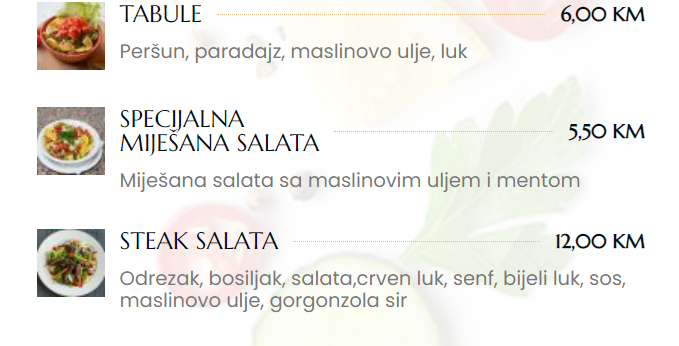 TABULE 6,00 KM
Peršun, paradajz, maslinovo ulje, luk
SPECIJALNA
MIJEŠANA SALATA 5,50 KM
Miješana salata sa maslinovim uljem i mentom
STEAK SALATA 12,00 KM
Odrezak, bosiljak, salata,crven luk, senf, bijeli luk, sos,
maslinovo ulje, gorgonzola sir